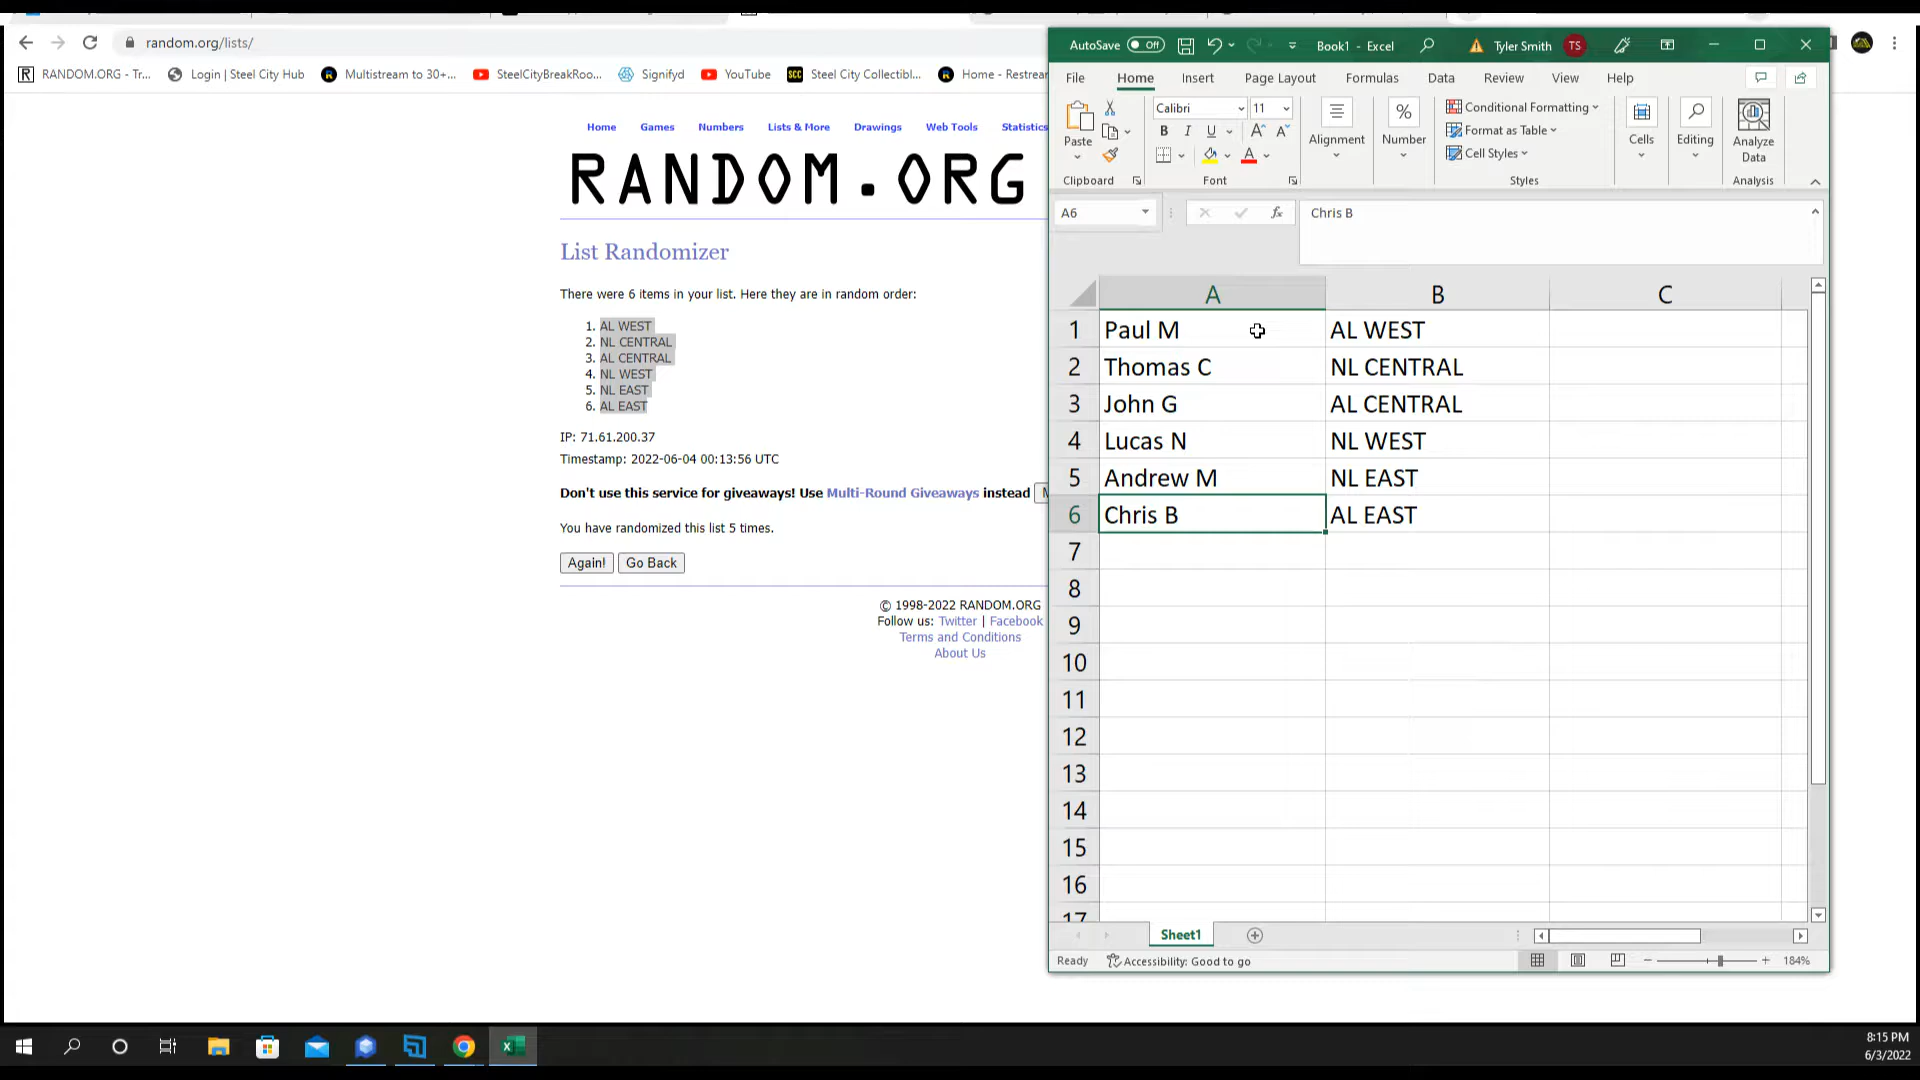 random.org/lists/
RANDOM.ORG - Tr...
Login | Steel City Hub
Multistream to 30+...
SteelCityBreakRoo...
Signifyd
YouTube
Steel City Collectibl...
Home - Restrea
Home Games Numbers Lists & More Drawings Web Tools Statistics
RANDOM.ORG
List Randomizer
There were 6 items in your list. Here they are in random order:
1. AL WEST
2. NL CENTRAL
3. AL CENTRAL
4. NL WEST
5. NL EAST
6. AL EAST
IP: 71.61.200.37
Timestamp: 2022-06-04 00:13:56 UTC
Don't use this service for giveaways! Use Multi-Round Giveaways instead
You have randomized this list 5 times.
Again! Go Back
© 1998-2022 RANDOM.ORG
Follow us: Twitter | Facebook
Terms and Conditions
About Us
AutoSave Off Book1 - Excel Tyler Smith TS
File Home Insert Page Layout Formulas Data Review View Help
Calibri 11
Paste
B I U
Alignment
Number
%
Conditional Formatting
Format as Table
Cell Styles
Cells
Editing
Analyze
Data
Clipboard Font Styles Analysis
A6 fx Chris B
A B C
1 Paul M AL WEST
2 Thomas C NL CENTRAL
3 John G AL CENTRAL
4 Lucas N NL WEST
5 Andrew M NL EAST
6 Chris B AL EAST
7
8
9
10
11
12
13
14
15
16
17
Sheet1
Ready Accessibility: Good to go 184%
8:15 PM
6/3/2022